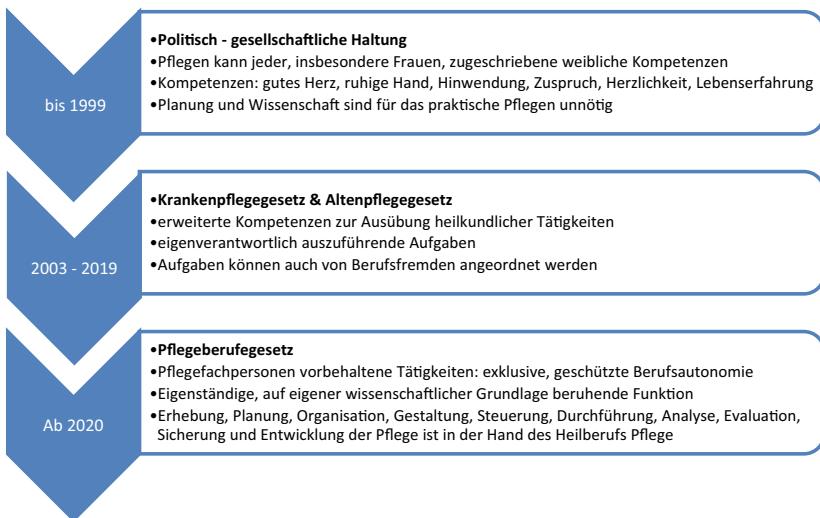 bis 1999
•Politisch - gesellschaftliche Haltung
•Pflegen kann jeder, insbesondere Frauen, zugeschriebene weibliche Kompetenzen
•Kompetenzen: gutes Herz, ruhige Hand, Hinwendung, Zuspruch, Herzlichkeit, Lebenserfahrung
•Planung und Wissenschaft sind für das praktische Pflegen unnötig
2003 - 2019
•Krankenpflegegesetz & Altenpflegegesetz
•erweiterte Kompetenzen zur Ausübung heilkundlicher Tätigkeiten
•eigenverantwortlich auszuführende Aufgaben
•Aufgaben können auch von Berufsfremden angeordnet werden
Ab 2020
•Pflegeberufegesetz
•Pflegefachpersonen vorbehaltene Tätigkeiten: exklusive, geschützte Berufsautonomie
•Eigenständige, auf eigener wissenschaftlicher Grundlage beruhende Funktion
•Erhebung, Planung, Organisation, Gestaltung, Steuerung, Durchführung, Analyse, Evaluation,
Sicherung und Entwicklung der Pflege ist in der Hand des Heilberufs Pflege